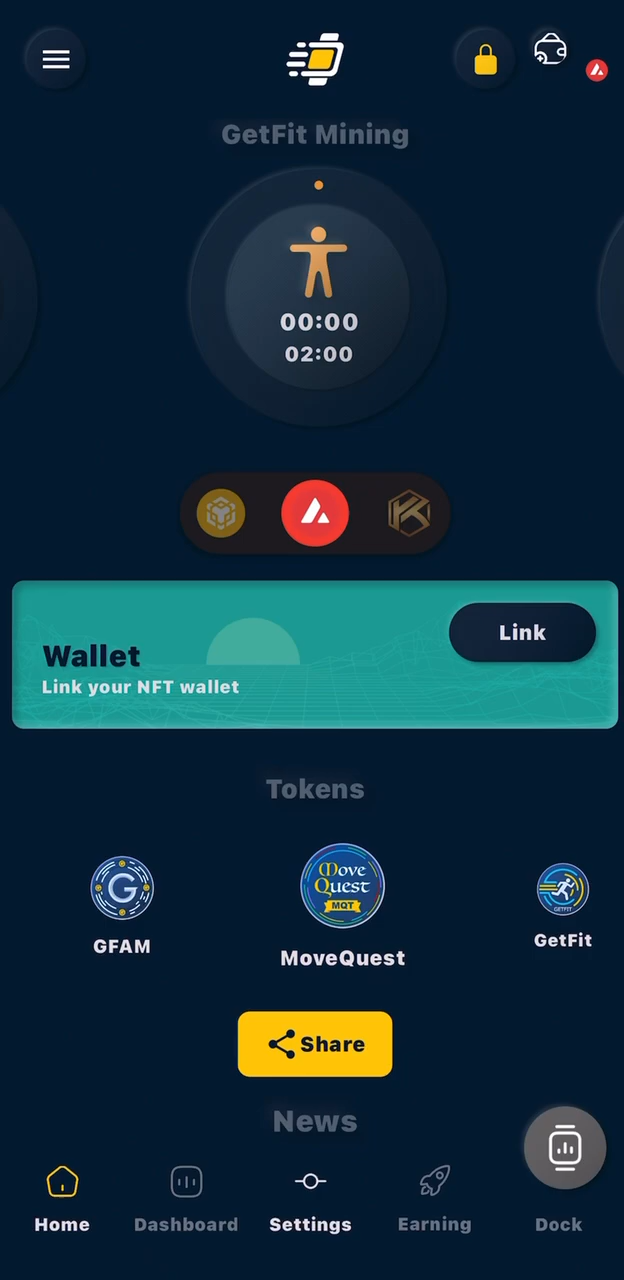 GetFit Mining
00:00
02:00
Wallet
Link your NFT wallet
Link
Tokens
G
GFAM
Move
Quest
MQT
MoveQuest
GETFIT
GetFit
Share
News
Home
Dashboard
Settings
Earning
Dock